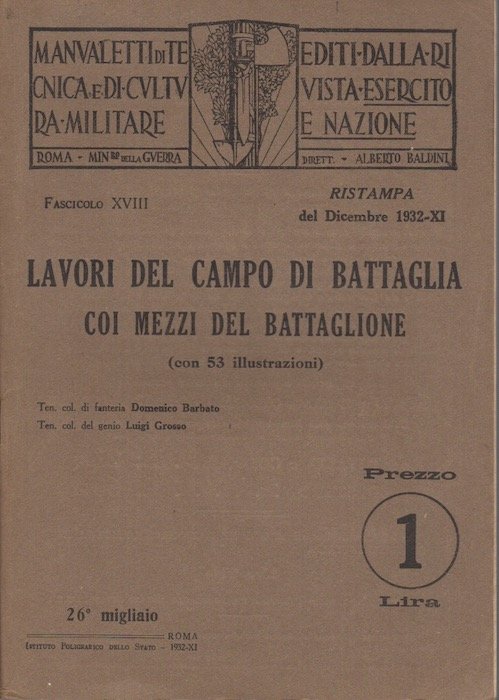 MANVALETTI DI TE
CNICA E DI CVLTV
RA·MILITARE
EDITI·DALLA·RI
VISTA·ESERCITO
E NAZIONE
ROMA - MINRO DELLA GVERRA
DIRETT. - ALBERTO BALDINI
FASCICOLO XVIII
RISTAMPA
del Dicembre 1932-XI
LAVORI DEL CAMPO DI BATTAGLIA
COI MEZZI DEL BATTAGLIONE
(con 53 illustrazioni)
Ten. col. di fanteria Domenico Barbato
Ten. col. del genio Luigi Grosso
Prezzo
1
Lira
26° migliaio
ROMA
ISTITUTO POLIGRAFICO DELLO STATO - 1932-XI